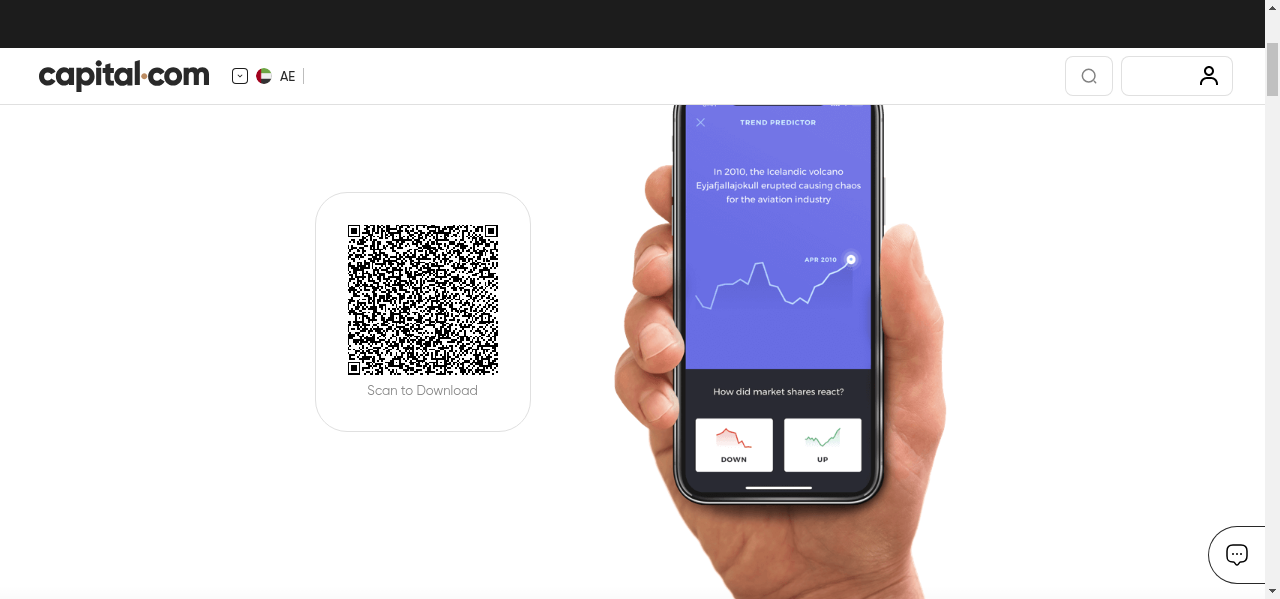 capital.com
AE
TREND PREDICTOR
In 2010, the Icelandic volcano
Eyjafjallajokull erupted causing chaos
for the aviation industry
APR 2010
Scan to Download
How did market shares react?
DOWN
UP